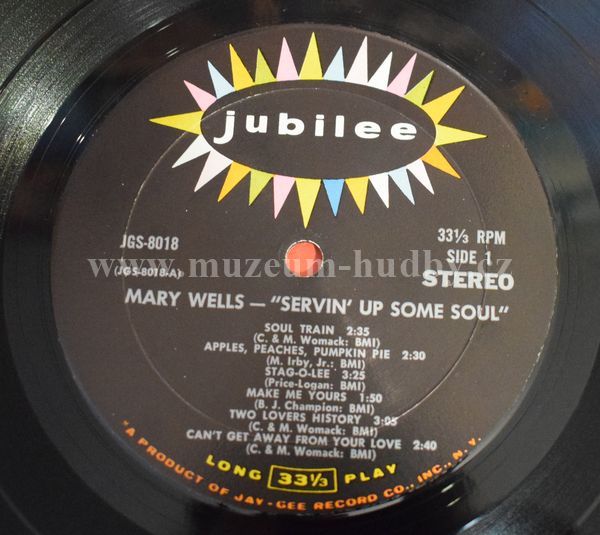 jubilee
JGS-8018
33⅓ RPM
SIDE 1
(JGS-8018-A)
STEREO
www.muzeum-hudby.cz
MARY WELLS — "SERVIN' UP SOME SOUL"
SOUL TRAIN 2:35
(C. & M. Womack: BMI)
APPLES, PEACHES, PUMPKIN PIE 2:30
(M. Irby, Jr.: BMI)
STAG-O-LEE 3:25
(Price-Logan: BMI)
MAKE ME YOURS 1:50
(B. J. Champion: BMI)
TWO LOVERS HISTORY 3:05
(C. & M. Womack: BMI)
CAN'T GET AWAY FROM YOUR LOVE 2:40
(C. & M. Womack: BMI)
LONG 33⅓ PLAY
"A PRODUCT OF JAY-GEE RECORD CO., INC., N.Y.